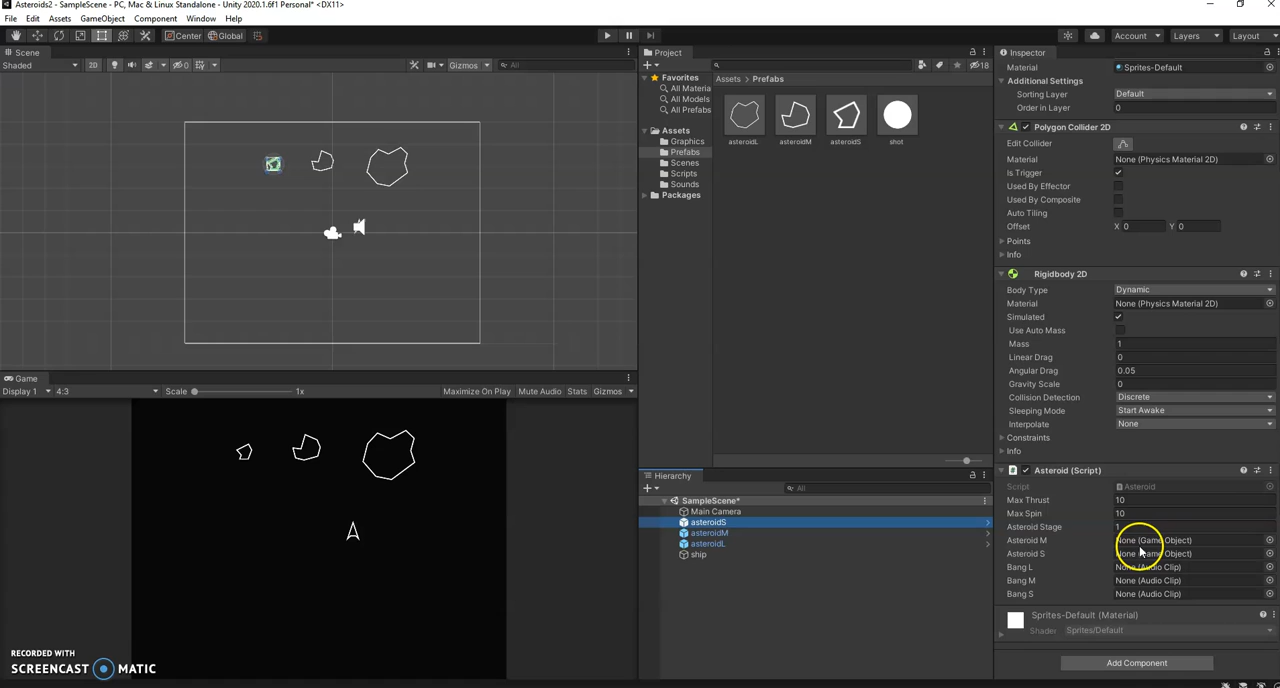 Asteroids2 - SampleScene - PC, Mac & Linux Standalone - Unity 2020.1.6f1 Personal* <DX11>
File Edit Assets GameObject Component Window Help
Center Global Account Layers Layout
Scene
Shaded 2D 0 Gizmos All
Game
Display 1 4:3 Scale 1x Maximize On Play Mute Audio Stats Gizmos
RECORDED WITH
SCREENCAST MATIC
Project
18
Favorites
All Materia
All Models
All Prefabs
Assets
Graphics
Prefabs
Scenes
Scripts
Sounds
Packages
Assets > Prefabs
asteroidL asteroidM asteroidS shot
Hierarchy
All
SampleScene*
Main Camera
asteroidS
asteroidM
asteroidL
ship
Inspector
Material Sprites-Default
Additional Settings
Sorting Layer Default
Order in Layer 0
Polygon Collider 2D
Edit Collider
Material None (Physics Material 2D)
Is Trigger
Used By Effector
Used By Composite
Auto Tiling
Offset X 0 Y 0
Points
Info
Rigidbody 2D
Body Type Dynamic
Material None (Physics Material 2D)
Simulated
Use Auto Mass
Mass 1
Linear Drag 0
Angular Drag 0.05
Gravity Scale 0
Collision Detection Discrete
Sleeping Mode Start Awake
Interpolate None
Constraints
Info
Asteroid (Script)
Script Asteroid
Max Thrust 10
Max Spin 10
Asteroid Stage 1
Asteroid M None (Game Object)
Asteroid S None (Game Object)
Bang L None (Audio Clip)
Bang M None (Audio Clip)
Bang S None (Audio Clip)
Sprites-Default (Material)
Shader Sprites/Default
Add Component